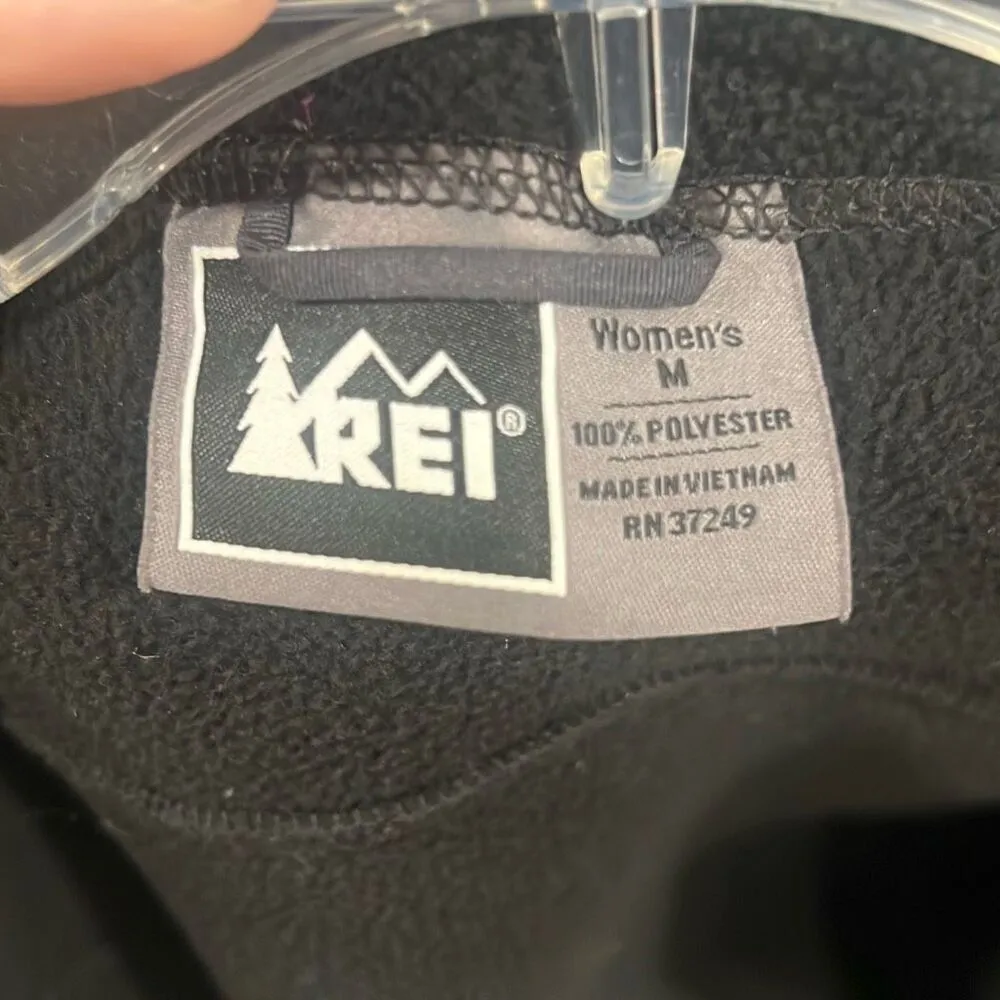 REI®
Women's
M
100% POLYESTER
MADE IN VIETNAM
RN 37249